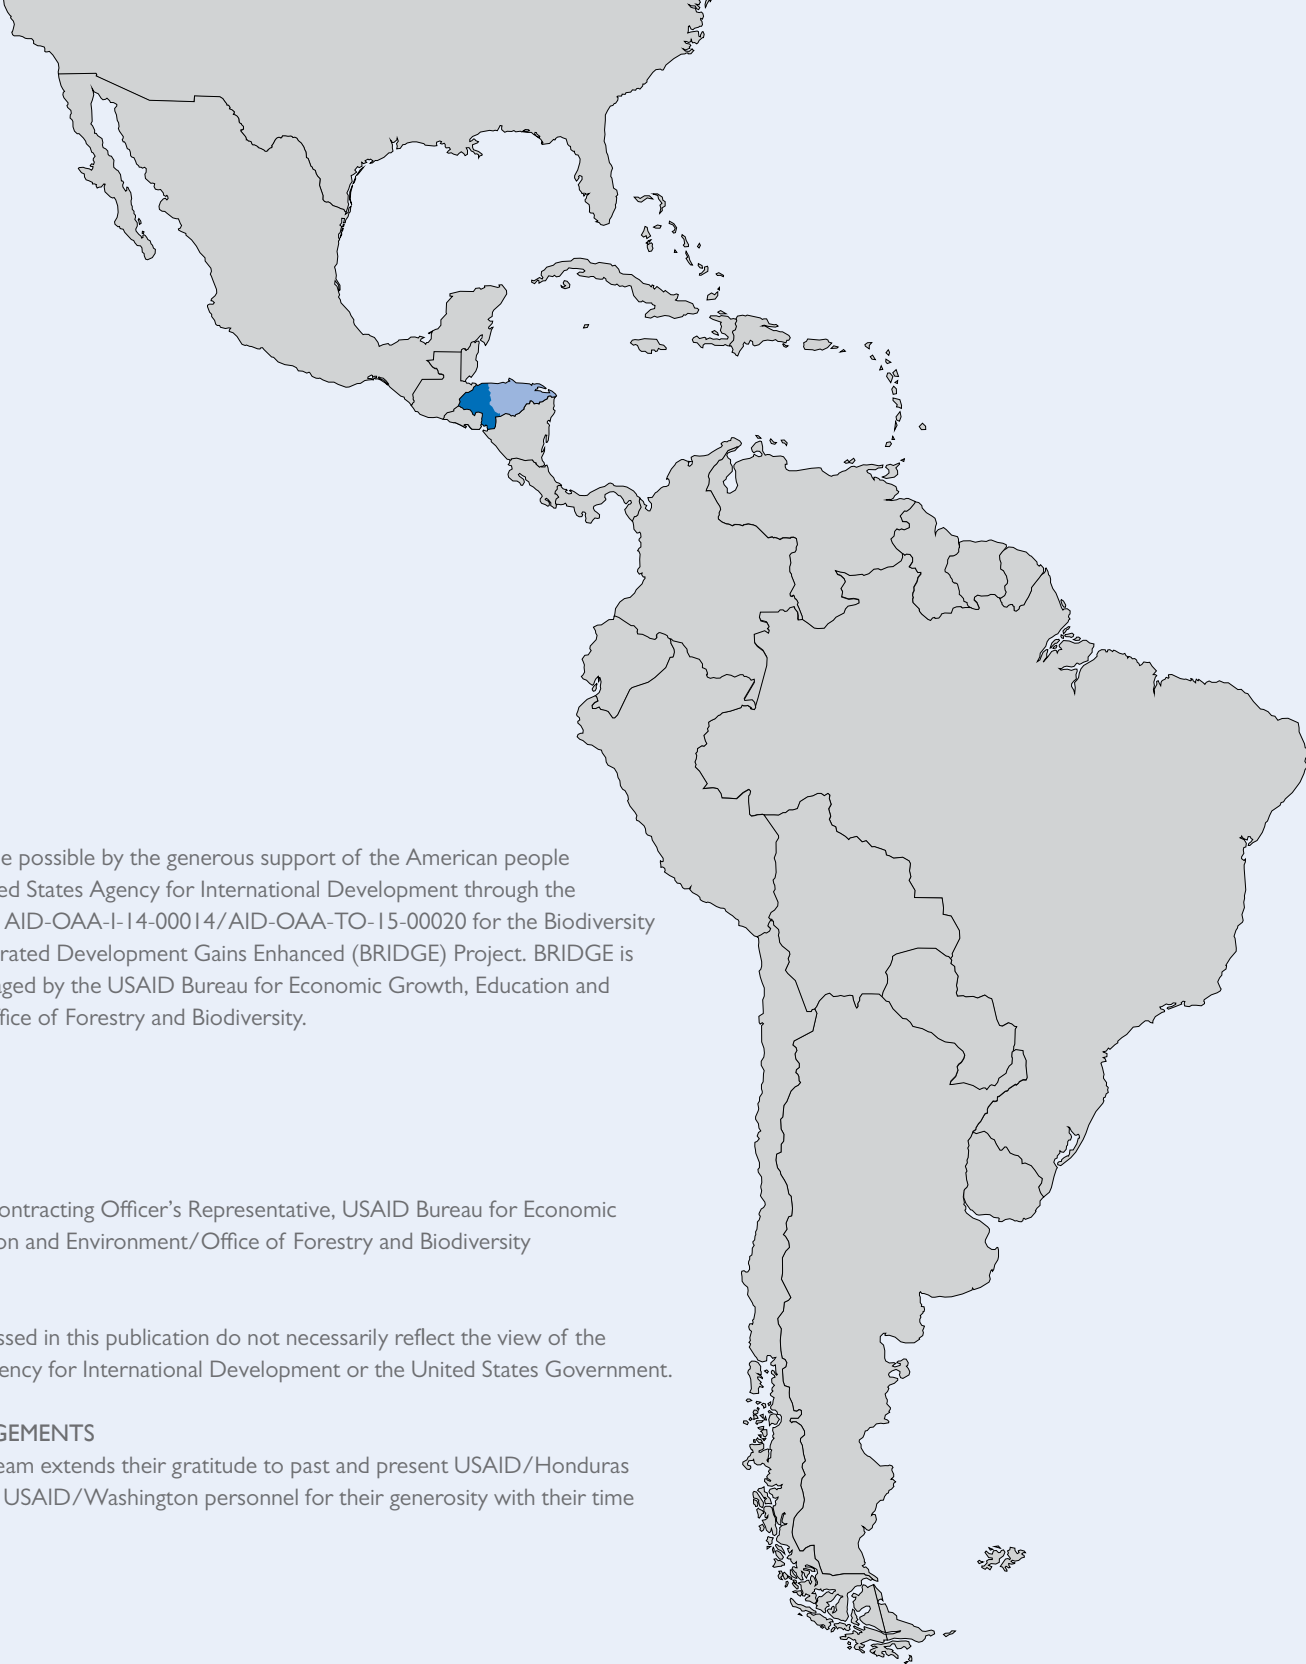 e possible by the generous support of the American people
ed States Agency for International Development through the
AID-OAA-I-14-00014/AID-OAA-TO-15-00020 for the Biodiversity
rated Development Gains Enhanced (BRIDGE) Project. BRIDGE is
aged by the USAID Bureau for Economic Growth, Education and
fice of Forestry and Biodiversity.
ontracting Officer’s Representative, USAID Bureau for Economic
on and Environment/Office of Forestry and Biodiversity
ssed in this publication do not necessarily reflect the view of the
ency for International Development or the United States Government.
GEMENTS
eam extends their gratitude to past and present USAID/Honduras
USAID/Washington personnel for their generosity with their time